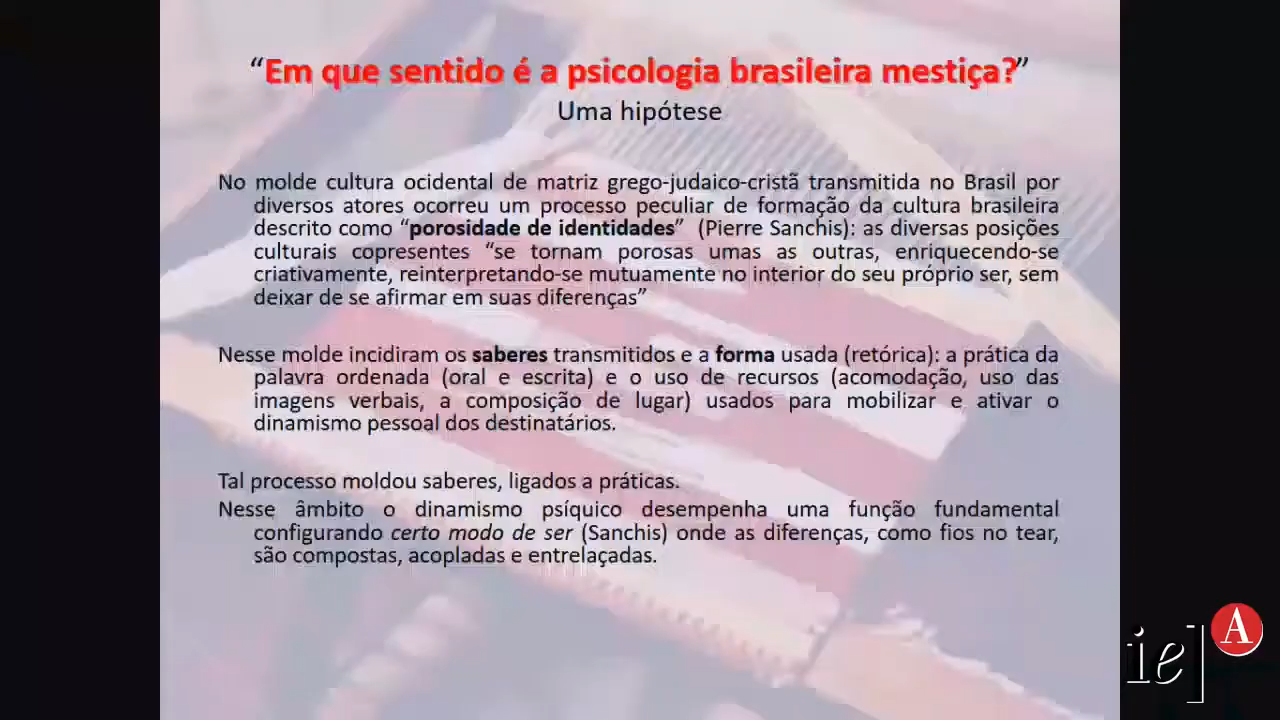 “Em que sentido é a psicologia brasileira mestiça?”
Uma hipótese
No molde cultura ocidental de matriz grego-judaico-cristã transmitida no Brasil por
diversos atores ocorreu um processo peculiar de formação da cultura brasileira
descrito como “porosidade de identidades” (Pierre Sanchis): as diversas posições
culturais copresentes “se tornam porosas umas as outras, enriquecendo-se
criativamente, reinterpretando-se mutuamente no interior do seu próprio ser, sem
deixar de se afirmar em suas diferenças”
Nesse molde incidiram os saberes transmitidos e a forma usada (retórica): a prática da
palavra ordenada (oral e escrita) e o uso de recursos (acomodação, uso das
imagens verbais, a composição de lugar) usados para mobilizar e ativar o
dinamismo pessoal dos destinatários.
Tal processo moldou saberes, ligados a práticas.
Nesse âmbito o dinamismo psíquico desempenha uma função fundamental
configurando certo modo de ser (Sanchis) onde as diferenças, como fios no tear,
são compostas, acopladas e entrelaçadas.
ie] A